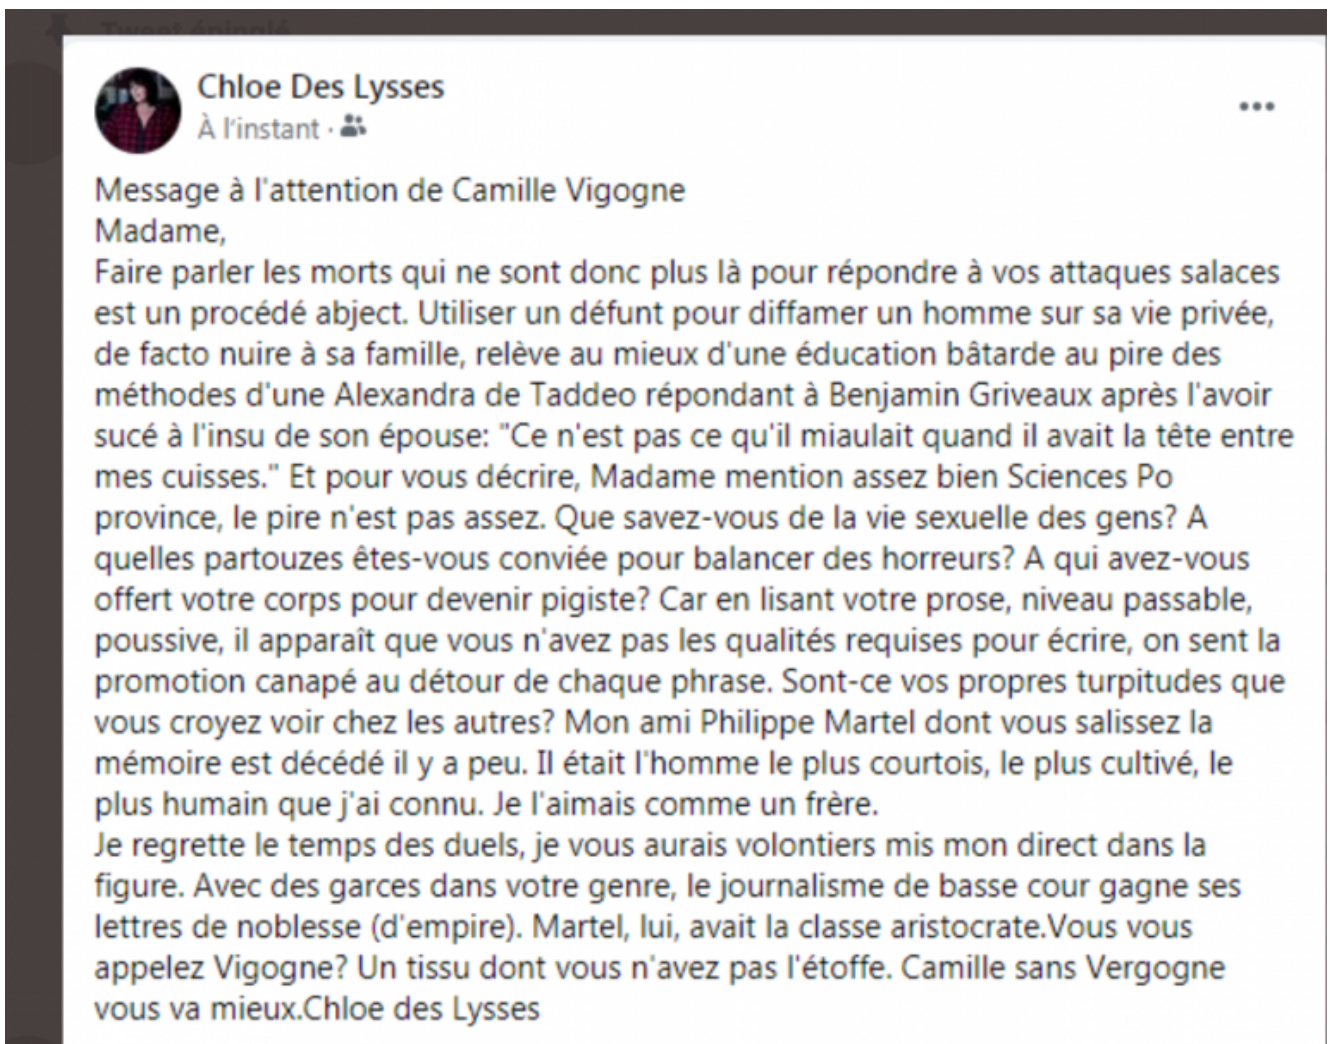 Tweet épinglé
Chloe Des Lysses
À l'instant ·
Message à l'attention de Camille Vigogne
Madame,
Faire parler les morts qui ne sont donc plus là pour répondre à vos attaques salaces
est un procédé abject. Utiliser un défunt pour diffamer un homme sur sa vie privée,
de facto nuire à sa famille, relève au mieux d'une éducation bâtarde au pire des
méthodes d'une Alexandra de Taddeo répondant à Benjamin Griveaux après l'avoir
sucé à l'insu de son épouse: "Ce n'est pas ce qu'il miaulait quand il avait la tête entre
mes cuisses." Et pour vous décrire, Madame mention assez bien Sciences Po
province, le pire n'est pas assez. Que savez-vous de la vie sexuelle des gens? A
quelles partouzes êtes-vous conviée pour balancer des horreurs? A qui avez-vous
offert votre corps pour devenir pigiste? Car en lisant votre prose, niveau passable,
poussive, il apparaît que vous n'avez pas les qualités requises pour écrire, on sent la
promotion canapé au détour de chaque phrase. Sont-ce vos propres turpitudes que
vous croyez voir chez les autres? Mon ami Philippe Martel dont vous salissez la
mémoire est décédé il y a peu. Il était l'homme le plus courtois, le plus cultivé, le
plus humain que j'ai connu. Je l'aimais comme un frère.
Je regrette le temps des duels, je vous aurais volontiers mis mon direct dans la
figure. Avec des garces dans votre genre, le journalisme de basse cour gagne ses
lettres de noblesse (d'empire). Martel, lui, avait la classe aristocrate.Vous vous
appelez Vigogne? Un tissu dont vous n'avez pas l'étoffe. Camille sans Vergogne
vous va mieux.Chloe des Lysses